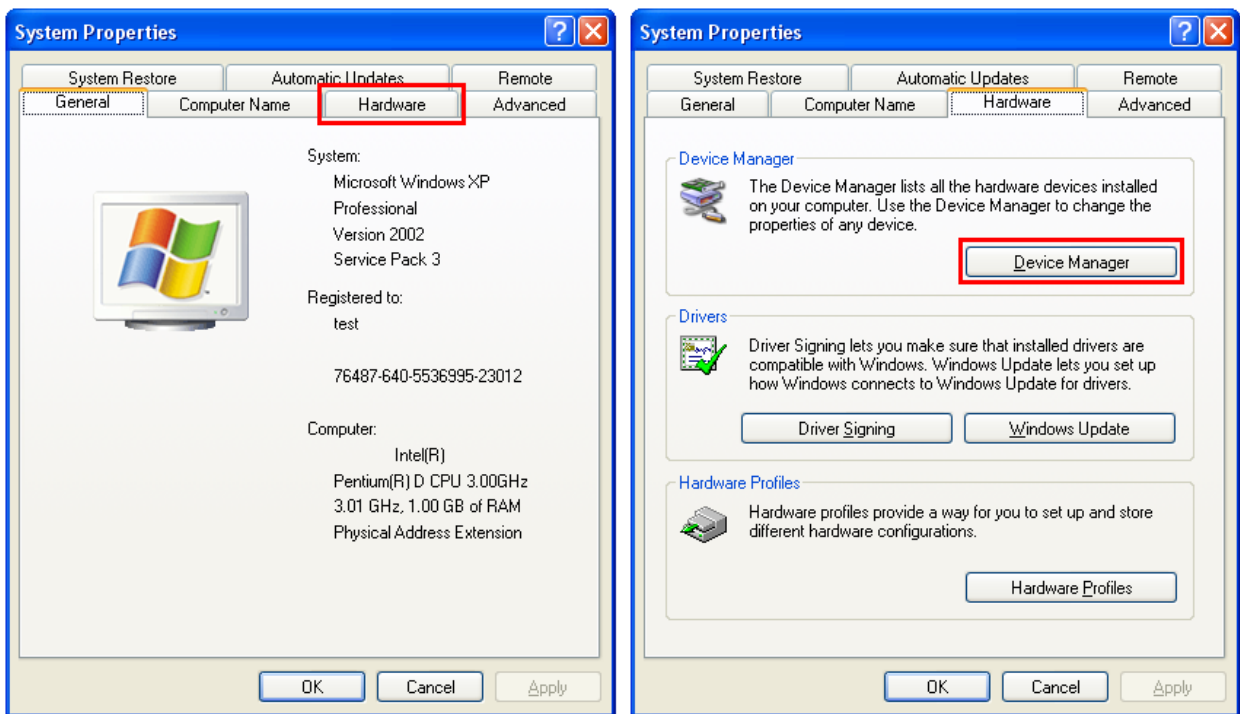 System Properties
System Restore Automatic Updates Remote
General Computer Name Hardware Advanced
System:
Microsoft Windows XP
Professional
Version 2002
Service Pack 3
Registered to:
test
76487-640-5536995-23012
Computer:
Intel(R)
Pentium(R) D CPU 3.00GHz
3.01 GHz, 1.00 GB of RAM
Physical Address Extension
OK Cancel Apply
System Properties
System Restore Automatic Updates Remote
General Computer Name Hardware Advanced
Device Manager
The Device Manager lists all the hardware devices installed
on your computer. Use the Device Manager to change the
properties of any device.
Device Manager
Drivers
Driver Signing lets you make sure that installed drivers are
compatible with Windows. Windows Update lets you set up
how Windows connects to Windows Update for drivers.
Driver Signing Windows Update
Hardware Profiles
Hardware profiles provide a way for you to set up and store
different hardware configurations.
Hardware Profiles
OK Cancel Apply